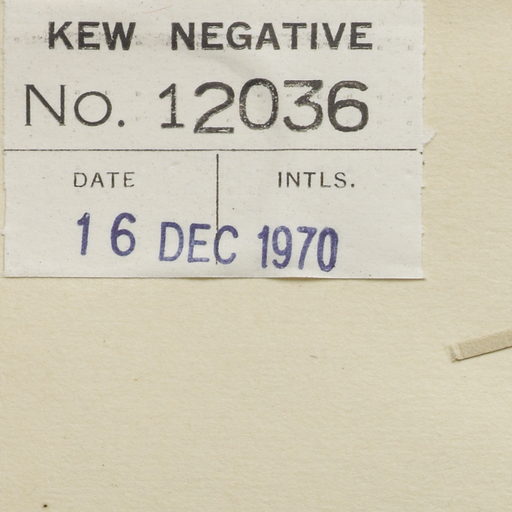 KEW NEGATIVE
No. 12036
DATE INTLS.
16 DEC 1970